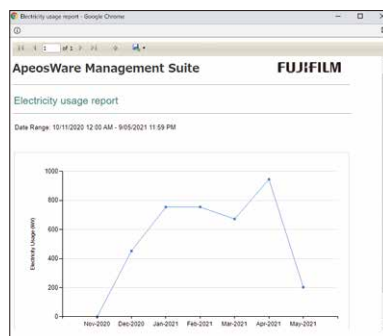 Electricity usage report - Google Chrome
1 of 1
ApeosWare Management Suite
FUJIFILM
Electricity usage report
Date Range: 10/11/2020 12:00 AM - 9/05/2021 11:59 PM
1000
800
600
400
200
0
Electricity Usage (kW)
Nov-2020 Dec-2020 Jan-2021 Feb-2021 Mar-2021 Apr-2021 May-2021